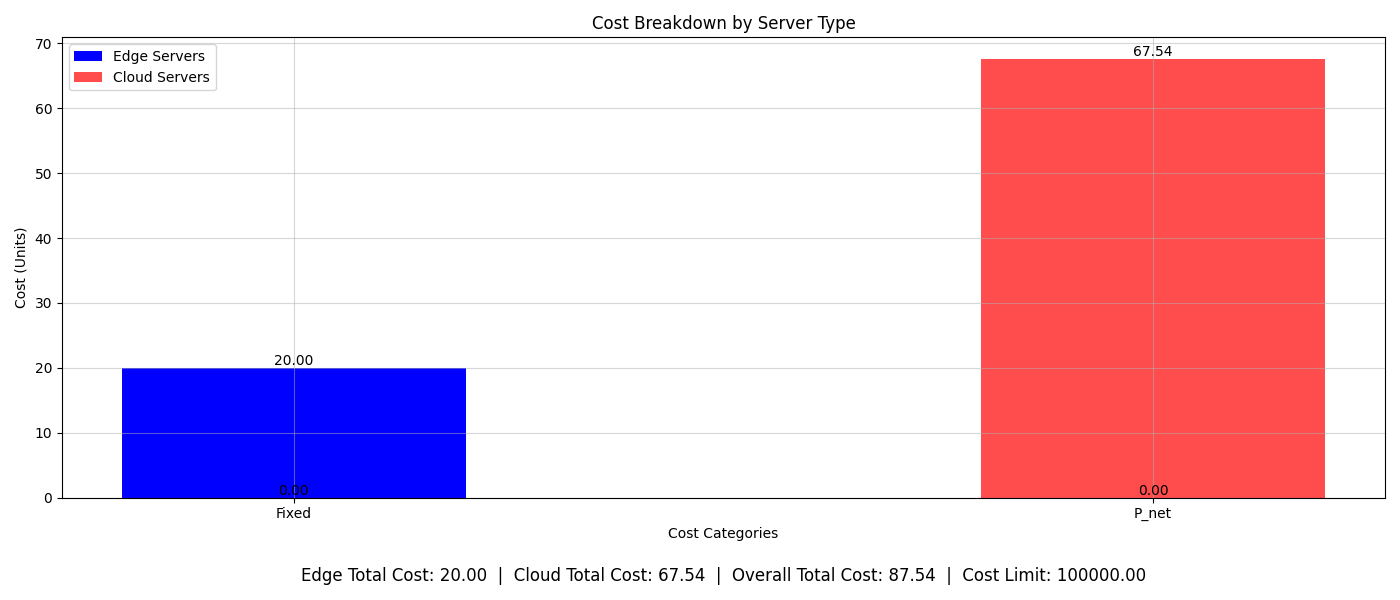 Cost Breakdown by Server Type
Edge Servers
Cloud Servers
Cost (Units)
70
60
50
40
30
20
10
0
20.00
0.00
67.54
0.00
Fixed
P_net
Cost Categories
Edge Total Cost: 20.00 | Cloud Total Cost: 67.54 | Overall Total Cost: 87.54 | Cost Limit: 100000.00